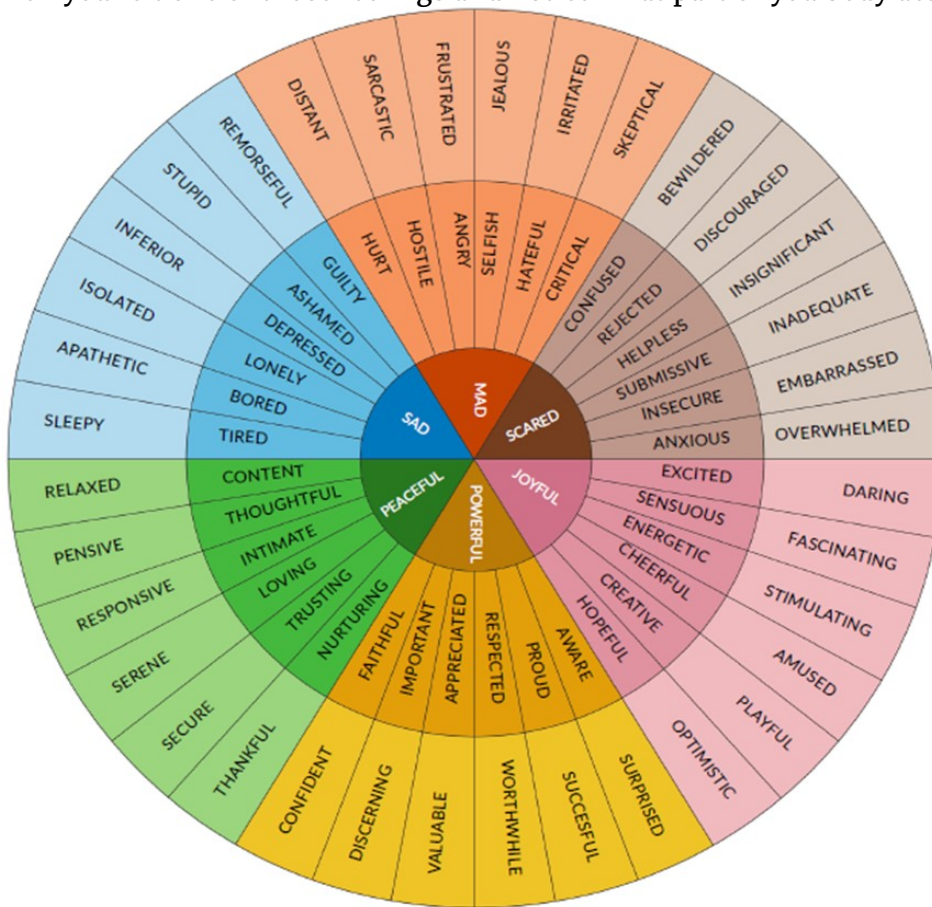 MAD
SCARED
JOYFUL
POWERFUL
PEACEFUL
SAD
HURT
HOSTILE
ANGRY
SELFISH
HATEFUL
CRITICAL
CONFUSED
REJECTED
HELPLESS
SUBMISSIVE
INSECURE
ANXIOUS
EXCITED
SENSUOUS
ENERGETIC
CHEERFUL
CREATIVE
HOPEFUL
AWARE
PROUD
RESPECTED
APPRECIATED
IMPORTANT
FAITHFUL
NURTURING
TRUSTING
LOVING
INTIMATE
THOUGHTFUL
CONTENT
TIRED
BORED
LONELY
DEPRESSED
ASHAMED
GUILTY
DISTANT
SARCASTIC
FRUSTRATED
JEALOUS
IRRITATED
SKEPTICAL
BEWILDERED
DISCOURAGED
INSIGNIFICANT
INADEQUATE
EMBARRASSED
OVERWHELMED
DARING
FASCINATING
STIMULATING
AMUSED
PLAYFUL
OPTIMISTIC
SURPRISED
SUCCESFUL
WORTHWHILE
VALUABLE
DISCERNING
CONFIDENT
THANKFUL
SECURE
SERENE
RESPONSIVE
PENSIVE
RELAXED
SLEEPY
APATHETIC
ISOLATED
INFERIOR
STUPID
REMORSEFUL